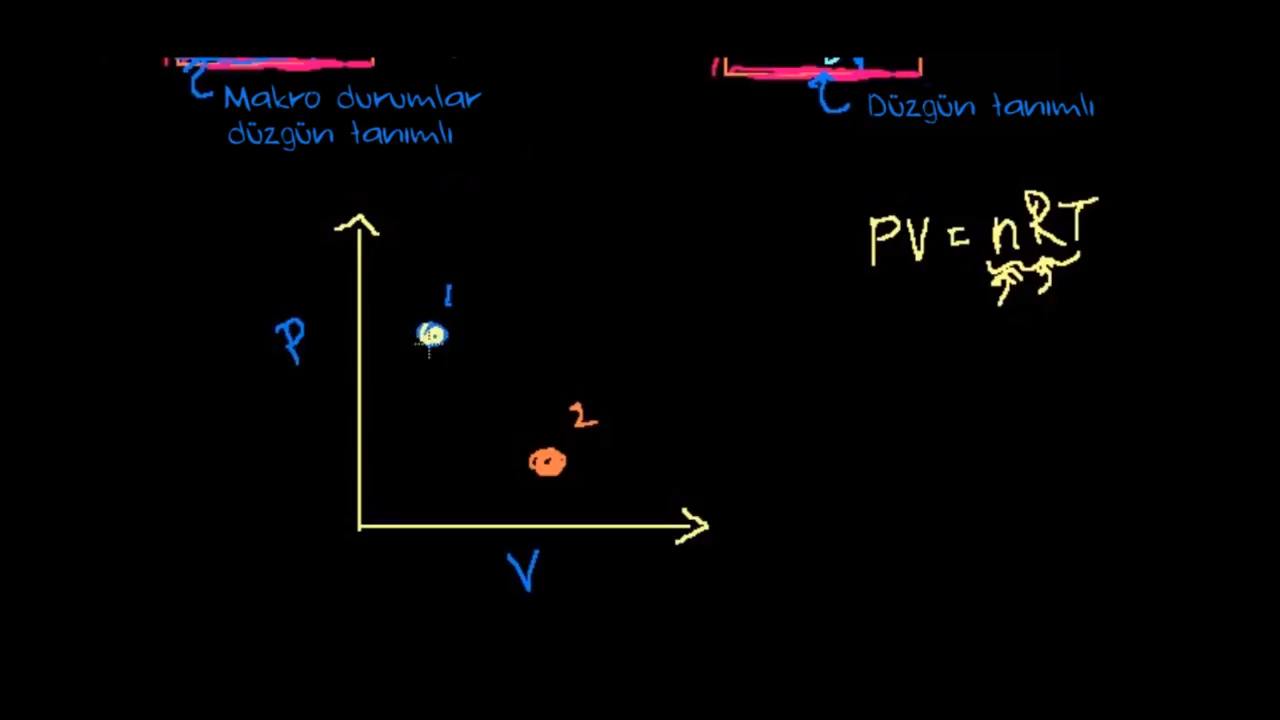 Makro durumlar
düzgün tanımlı
Düzgün tanımlı
PV = nRT
1
P
2
V